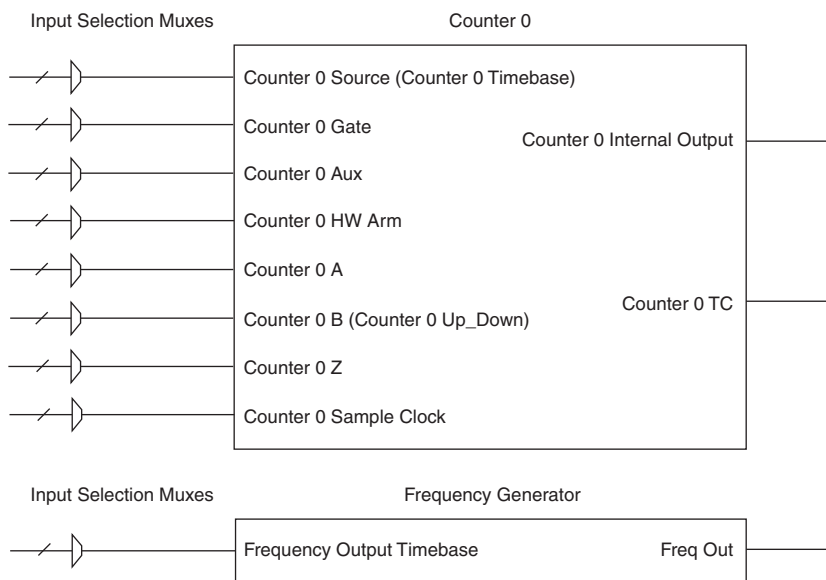 Input Selection Muxes
Counter 0
Counter 0 Source (Counter 0 Timebase)
Counter 0 Gate
Counter 0 Internal Output
Counter 0 Aux
Counter 0 HW Arm
Counter 0 A
Counter 0 TC
Counter 0 B (Counter 0 Up_Down)
Counter 0 Z
Counter 0 Sample Clock
Input Selection Muxes
Frequency Generator
Frequency Output Timebase
Freq Out